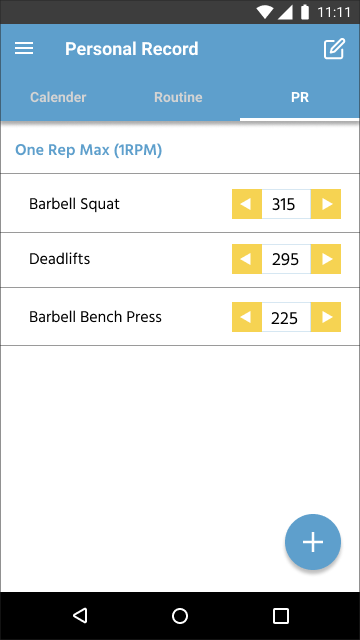 11:11
Personal Record
Calender Routine PR
One Rep Max (1RPM)
Barbell Squat 315
Deadlifts 295
Barbell Bench Press 225